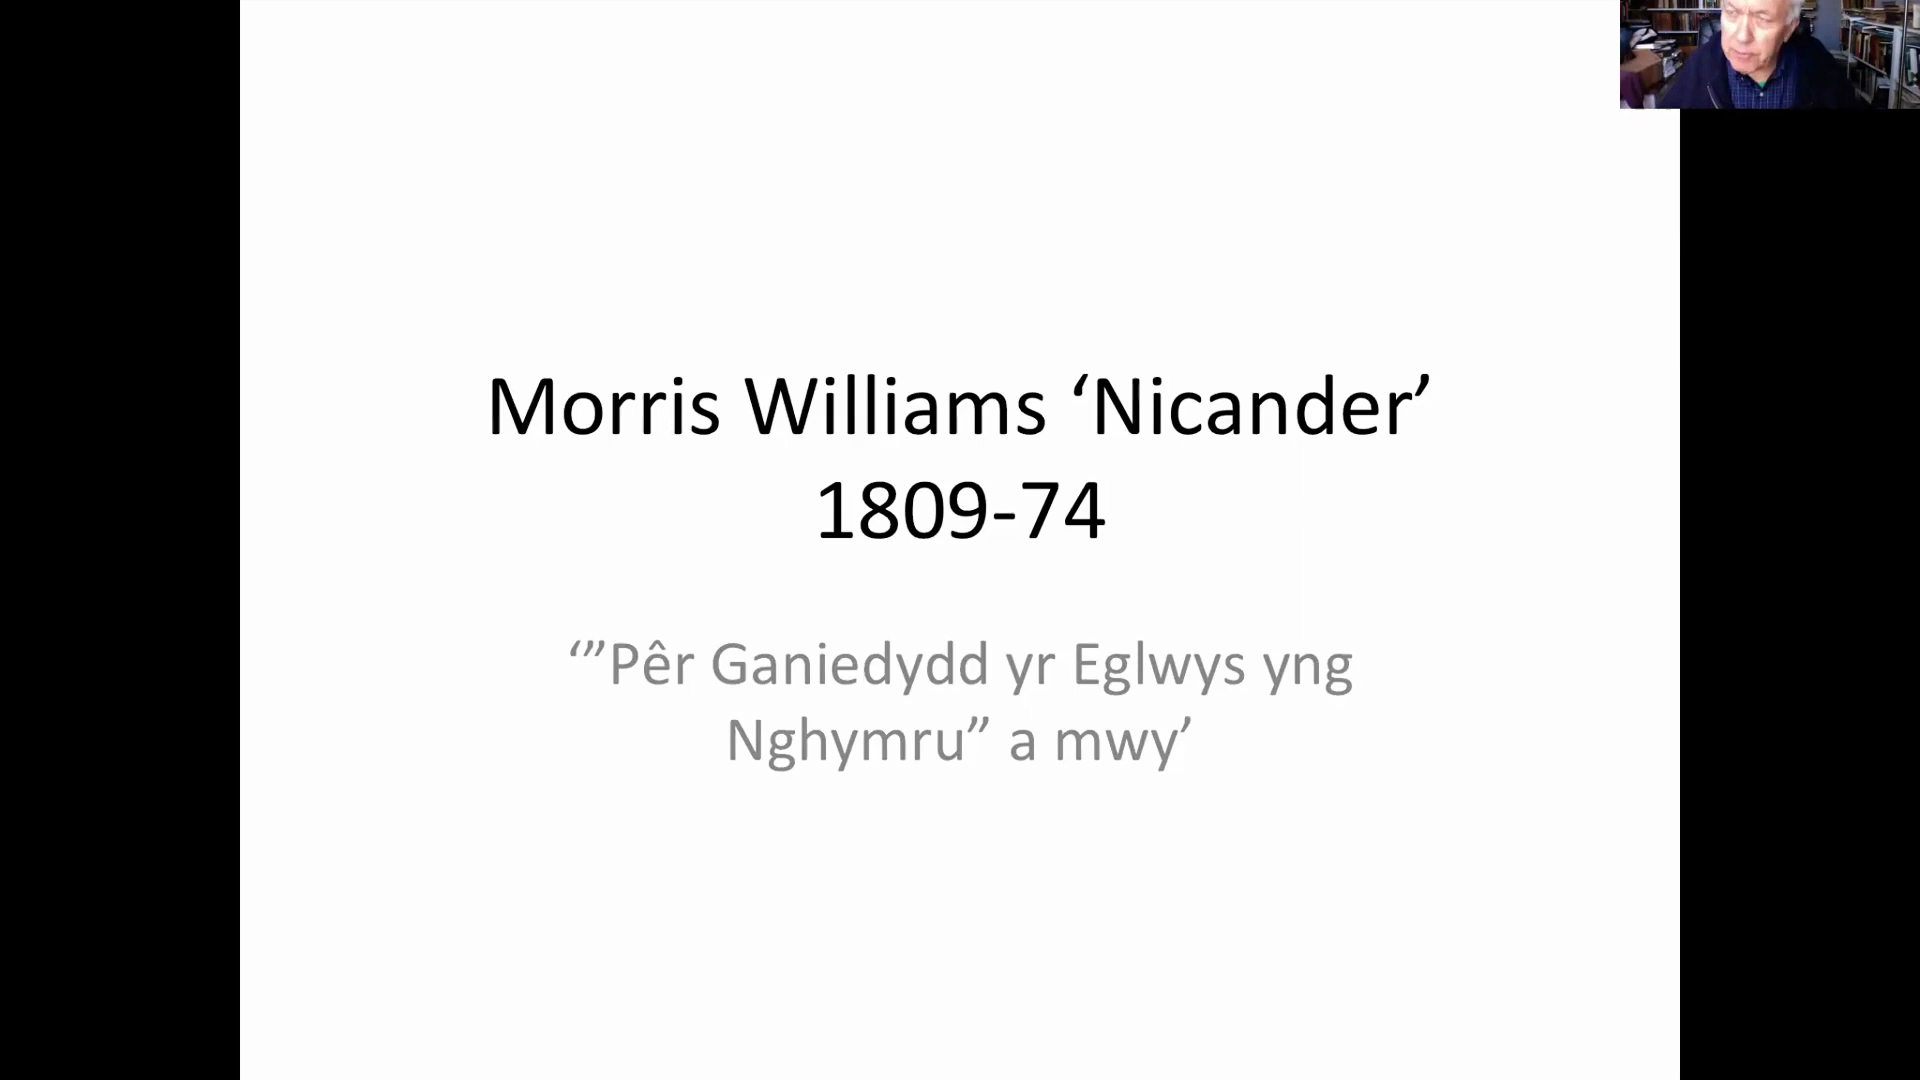 Morris Williams ‘Nicander’
1809-74
‘”Pêr Ganiedydd yr Eglwys yng
Nghymru” a mwy’